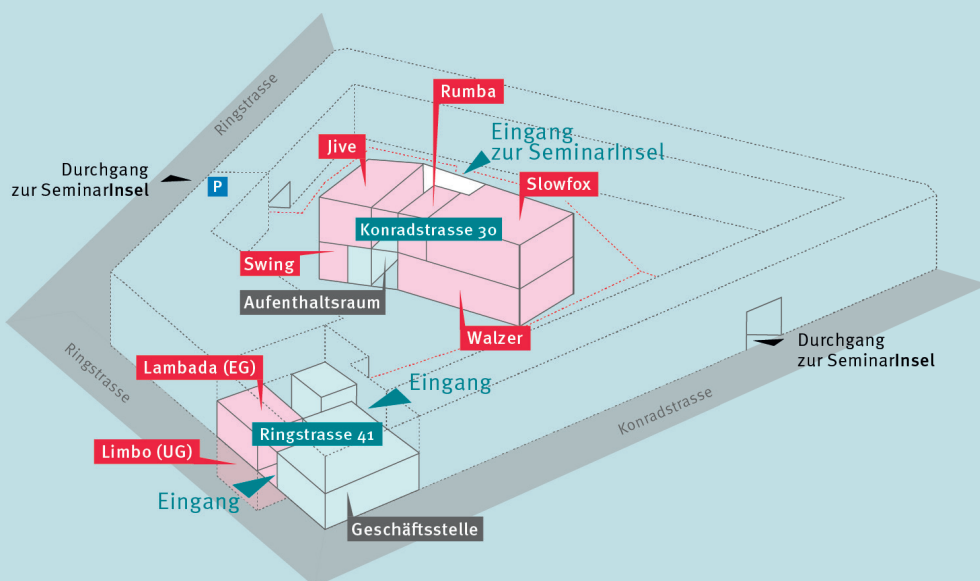 Ringstrasse
Rumba
Eingang
zur SeminarInsel
Jive
Durchgang
zur SeminarInsel
P
Slowfox
Konradstrasse 30
Swing
Aufenthaltsraum
Walzer
Durchgang
zur SeminarInsel
Ringstrasse
Lambada (EG)
Eingang
Konradstrasse
Ringstrasse 41
Limbo (UG)
Eingang
Geschäftsstelle